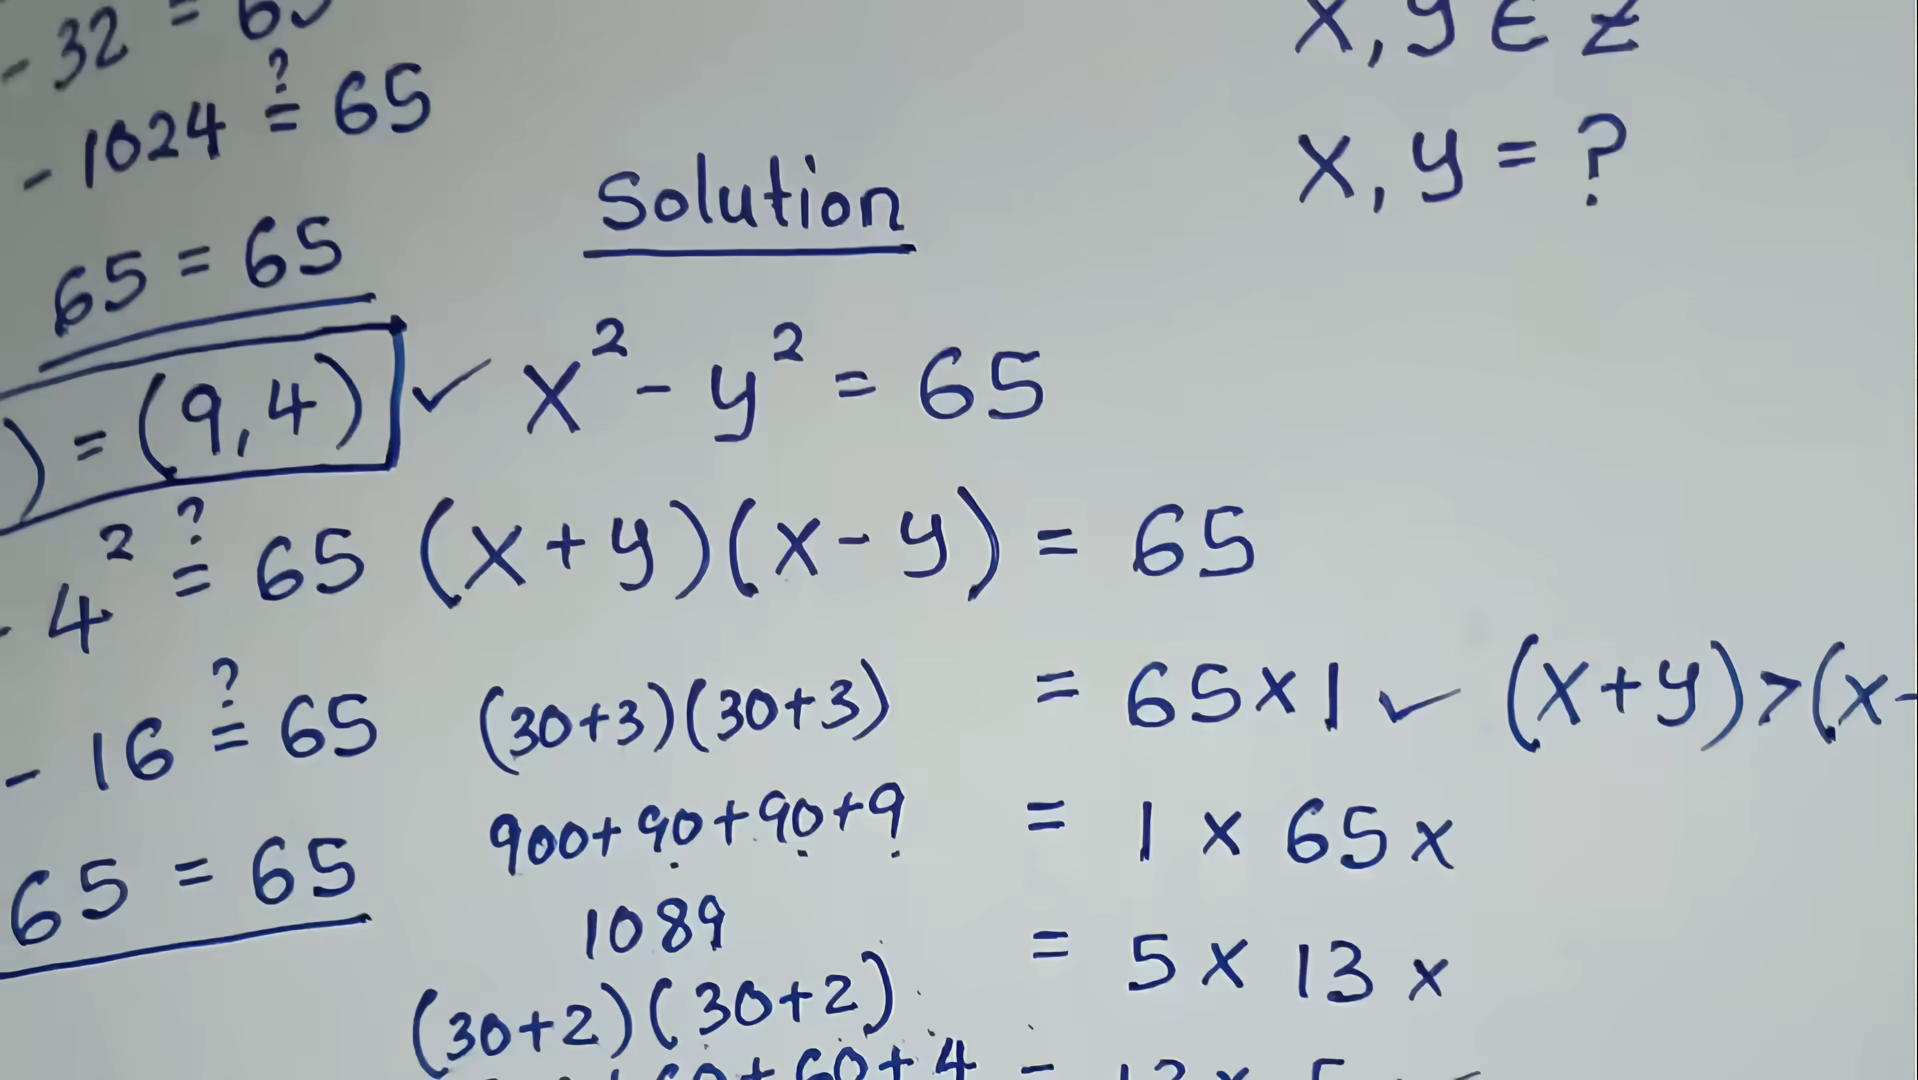 - 32 = 65
- 1024 ≟ 65
65 = 65
) = (9,4) ✓
4² ≟ 65
- 16 ≟ 65
65 = 65
x, y ∈ Z
x, y = ?
Solution
x² - y² = 65
(x+y)(x-y) = 65
= 65 x 1 ✓ (x+y) > (x-
= 1 x 65 x
= 5 x 13 x
(30+3)(30+3)
900+90+90+9
1089
(30+2)(30+2)
60+4